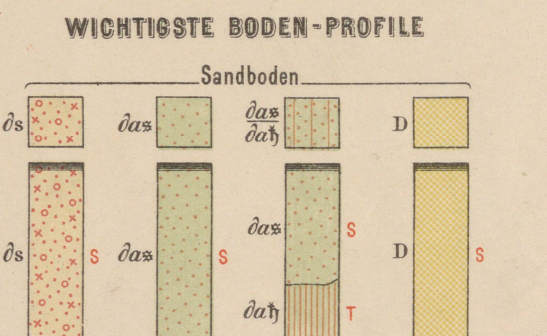 WICHTIGSTE BODEN-PROFILE
Sandboden
∂s ∂as ∂as D
∂ah
∂s S ∂as S ∂as S D S
∂ah T